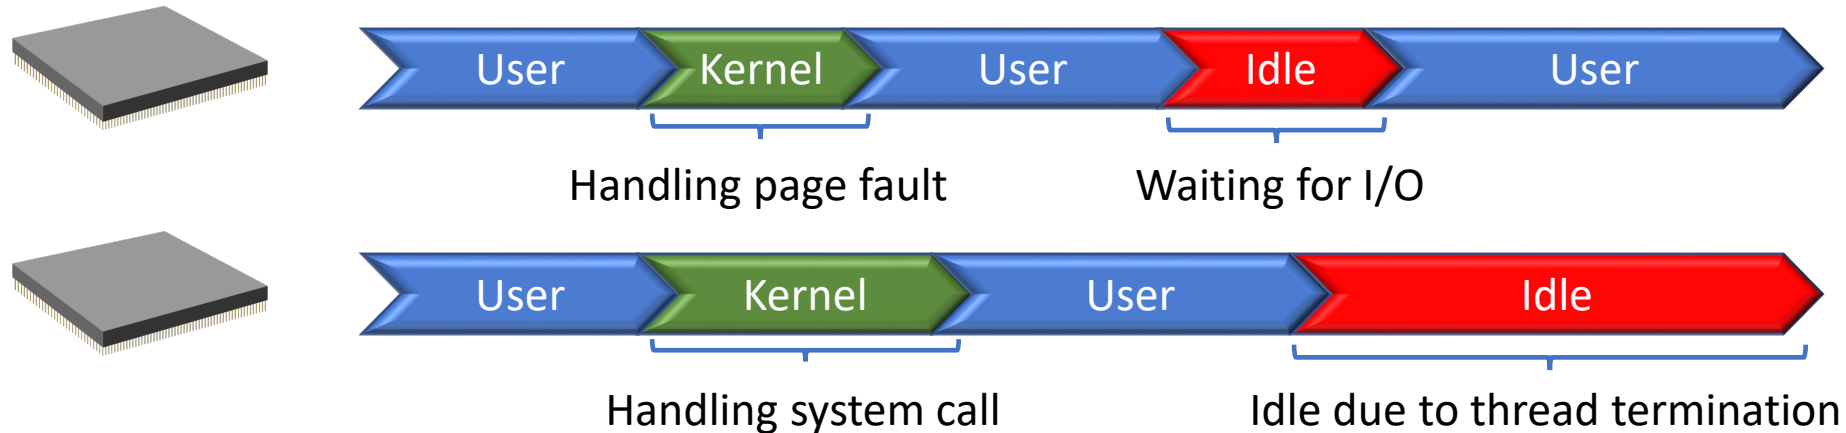 User Kernel User Idle User
Handling page fault Waiting for I/O
User Kernel User Idle
Handling system call Idle due to thread termination